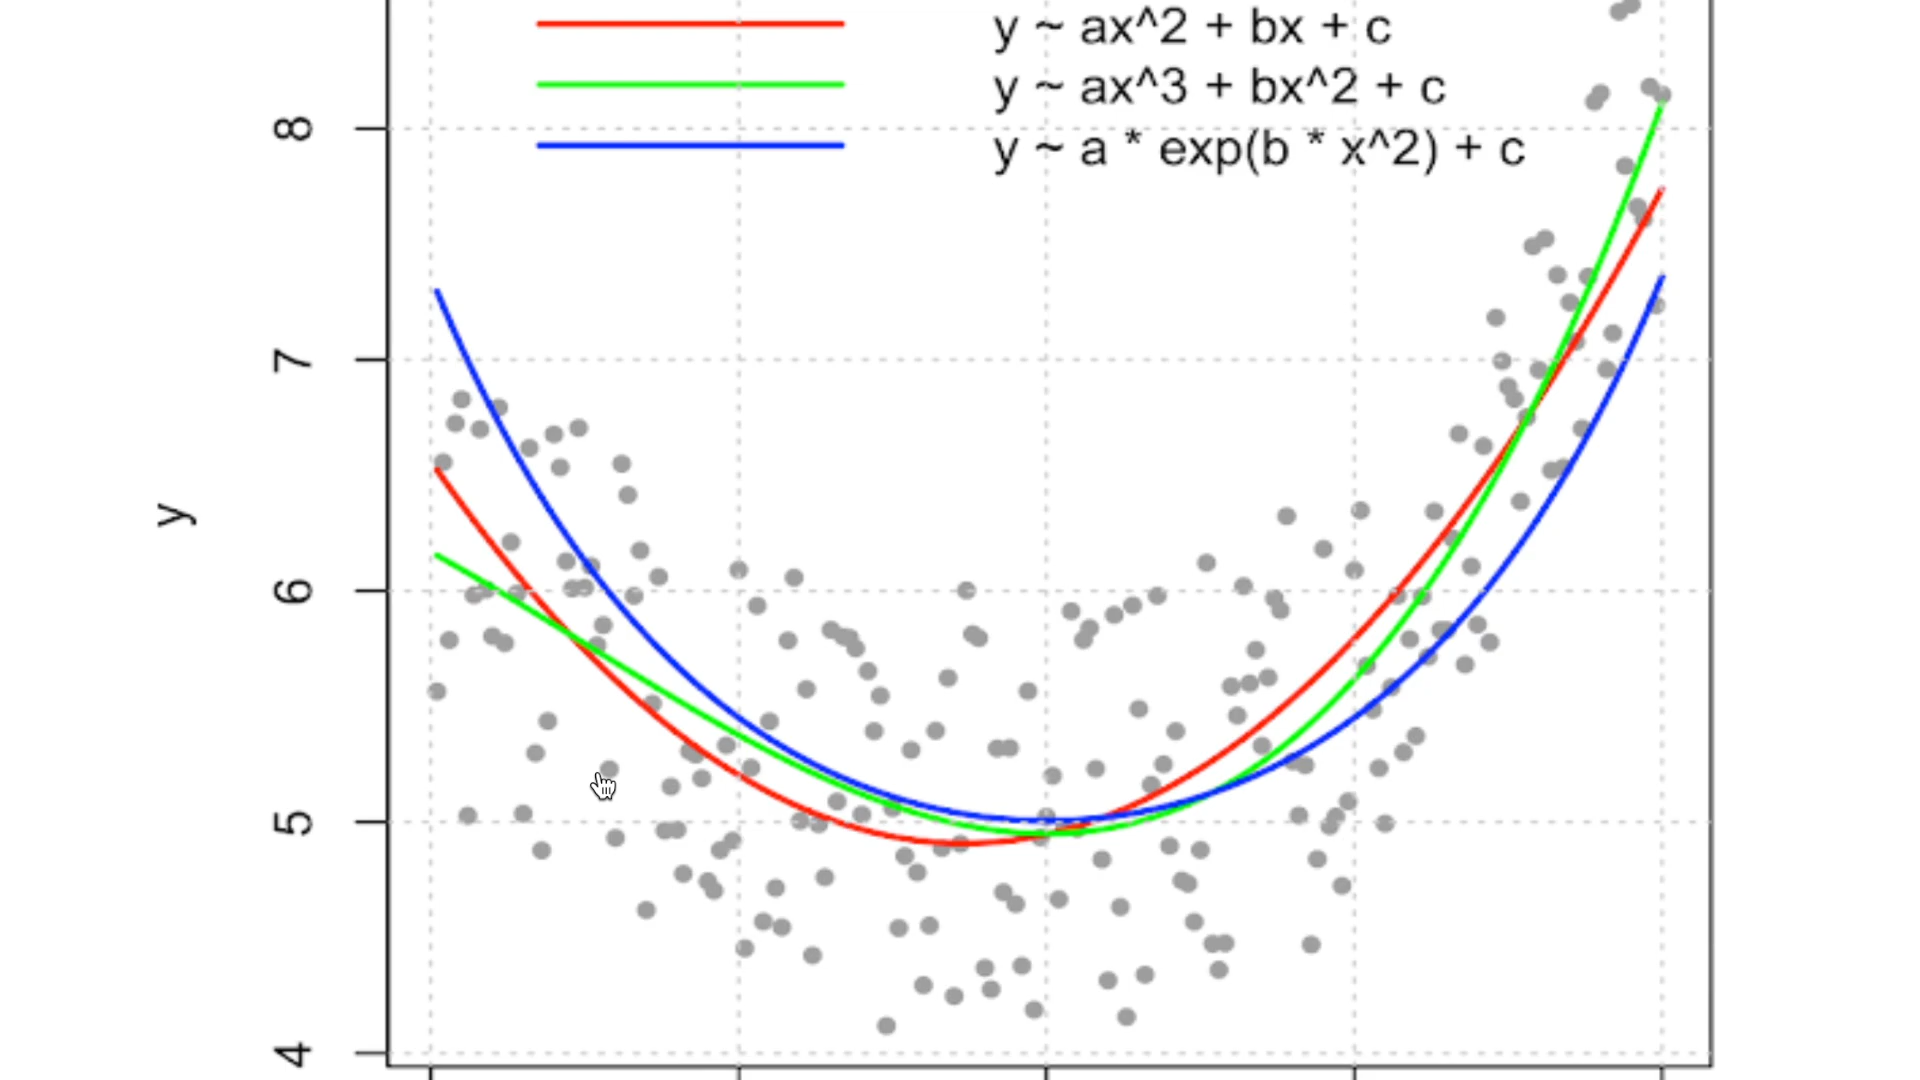 y ~ ax^2 + bx + c
y ~ ax^3 + bx^2 + c
y ~ a * exp(b * x^2) + c
8
7
6
5
4
y